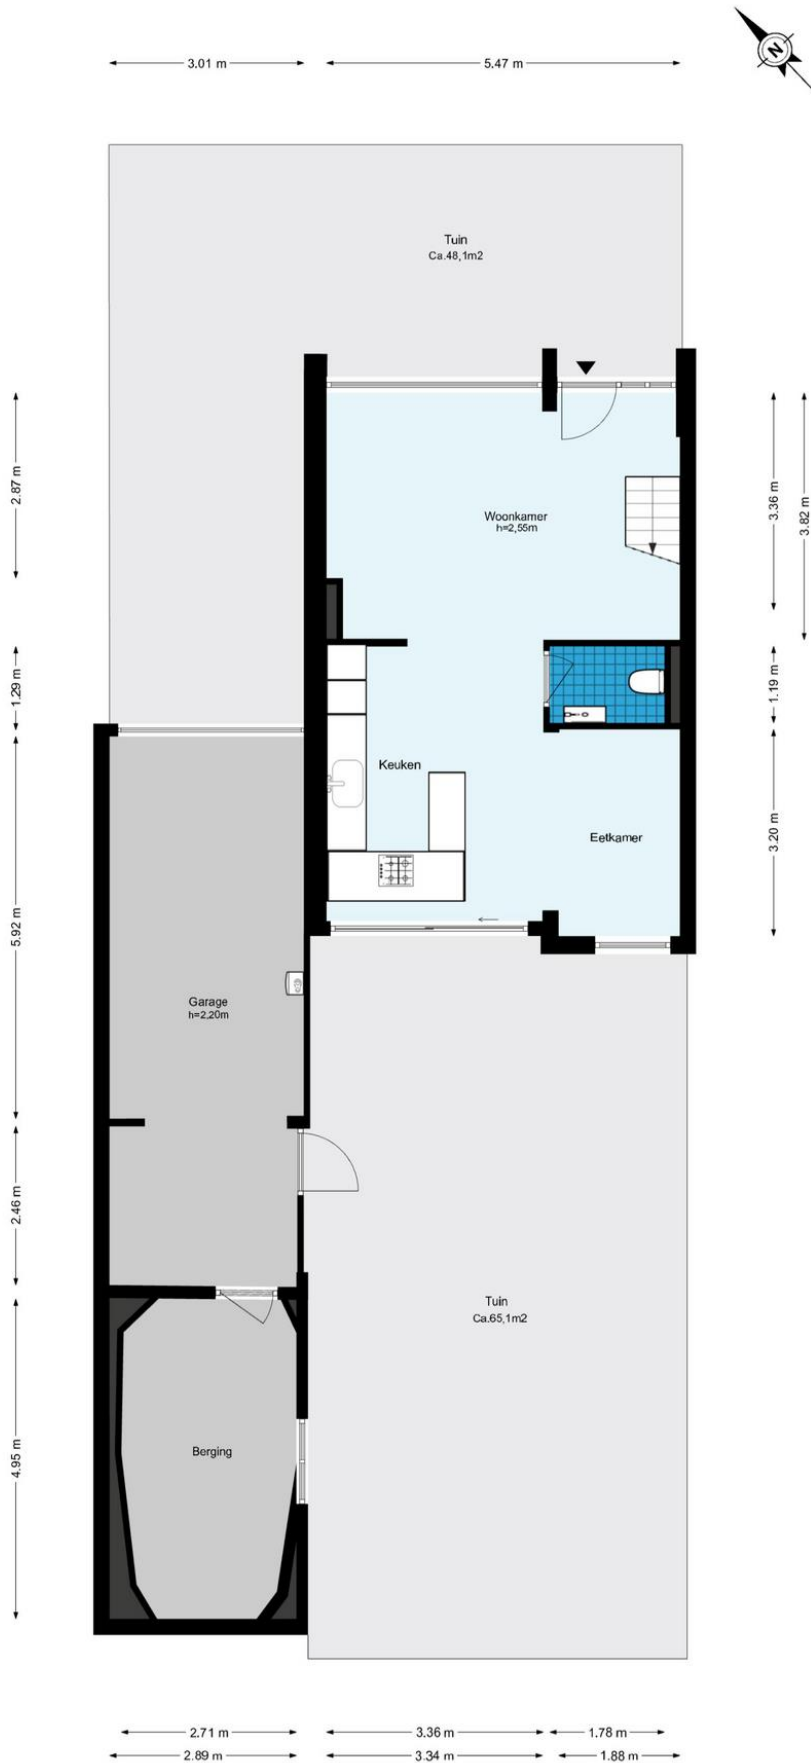 N
3.01 m
5.47 m
Tuin
Ca.48,1m2
2.87 m
3.36 m
3.82 m
Woonkamer
h=2,55m
1.29 m
1.19 m
Keuken
Eetkamer
3.20 m
5.92 m
Garage
h=2,20m
2.46 m
Tuin
Ca.65,1m2
4.95 m
Berging
2.71 m
3.36 m
1.78 m
2.89 m
3.34 m
1.88 m